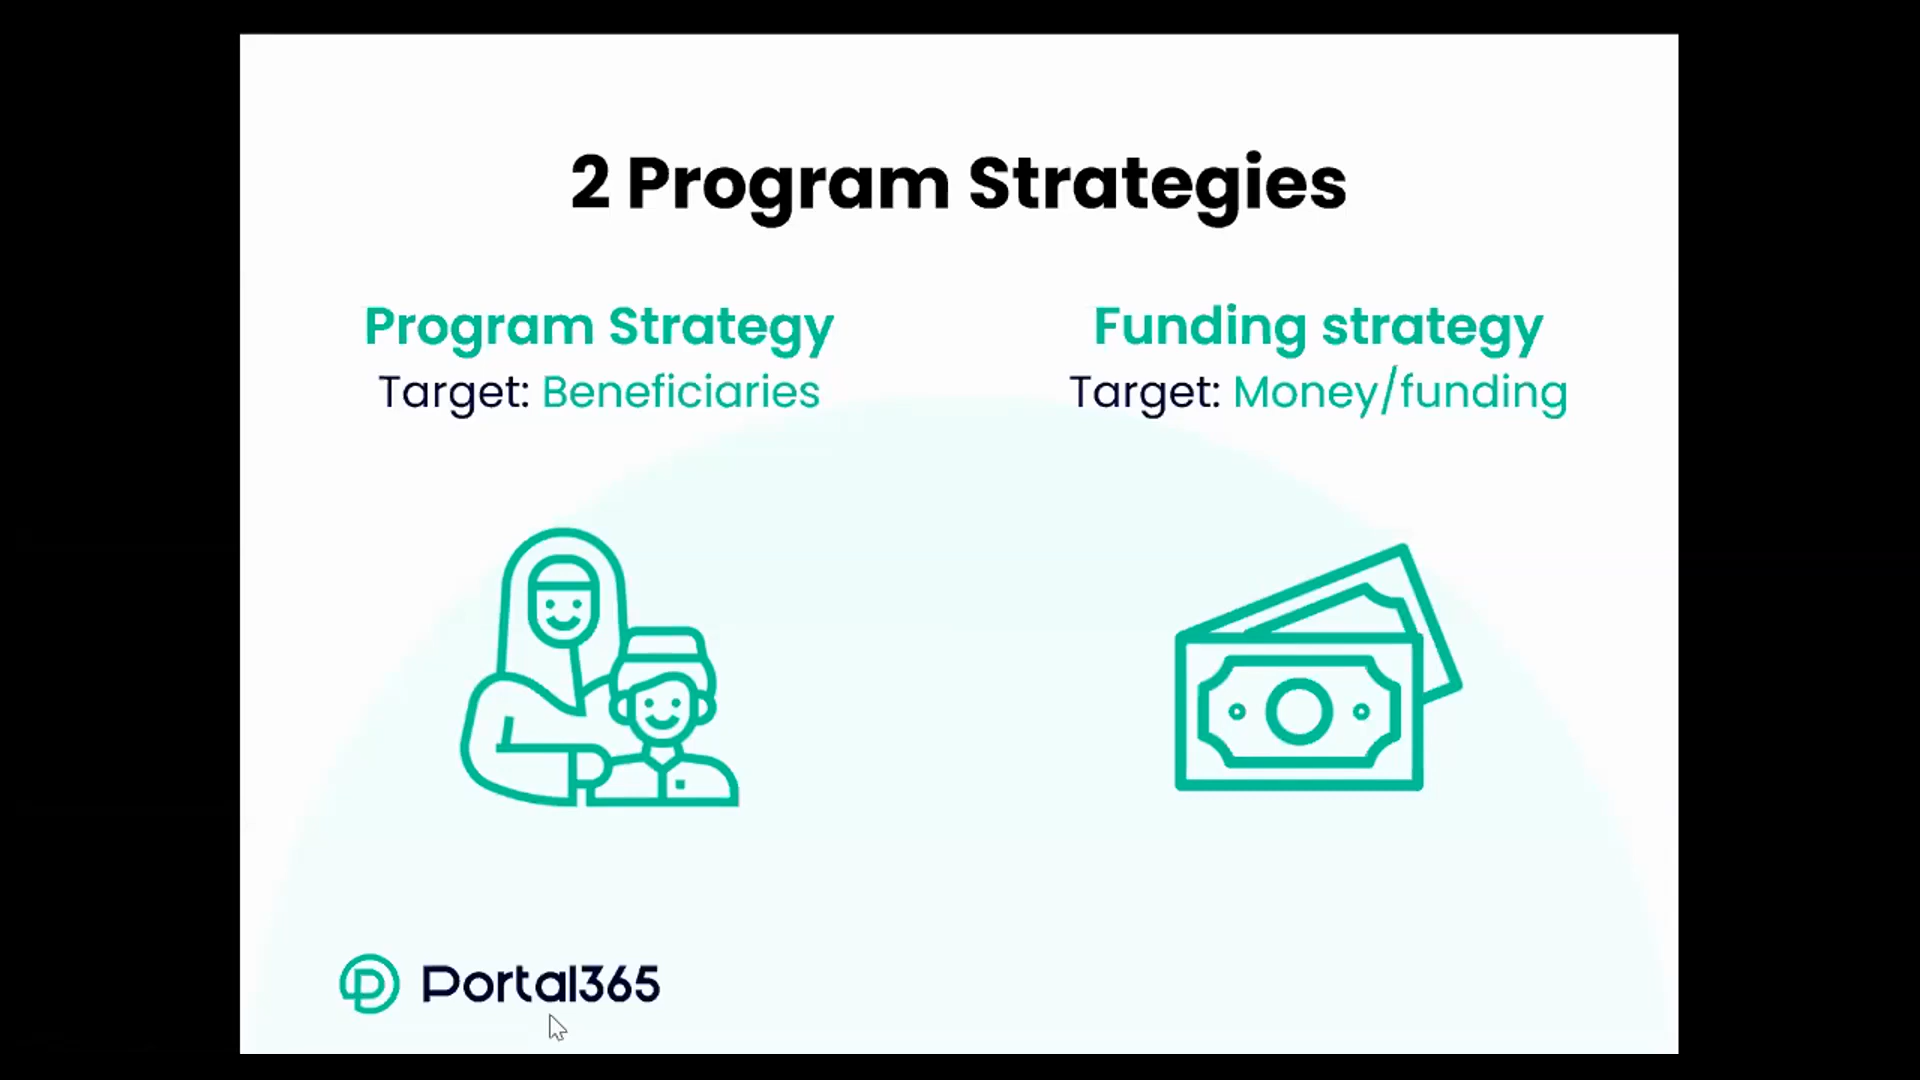 2 Program Strategies
Program Strategy
Target: Beneficiaries
Funding strategy
Target: Money/funding
Portal365